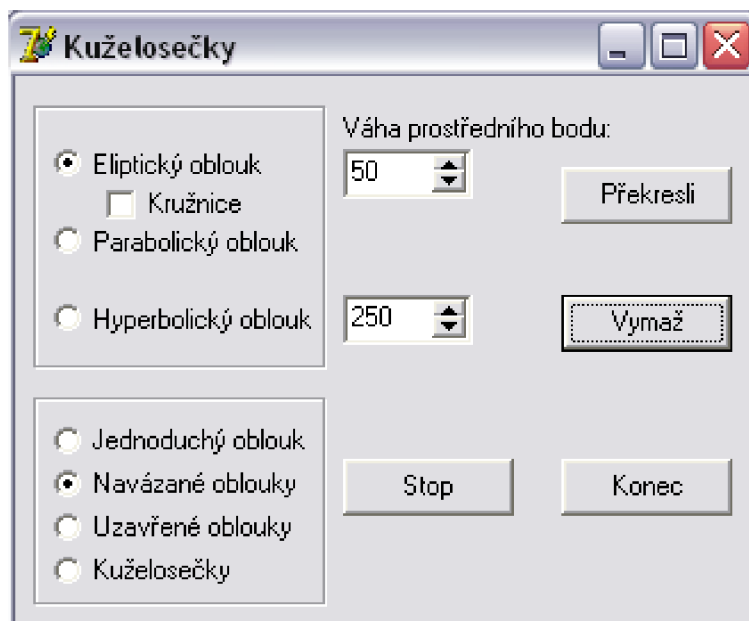 Kuželosečky
Váha prostředního bodu:
Eliptický oblouk
50
Překresli
Kružnice
Parabolický oblouk
Hyperbolický oblouk
250
Vymaž
Jednoduchý oblouk
Navázané oblouky
Stop
Konec
Uzavřené oblouky
Kuželosečky